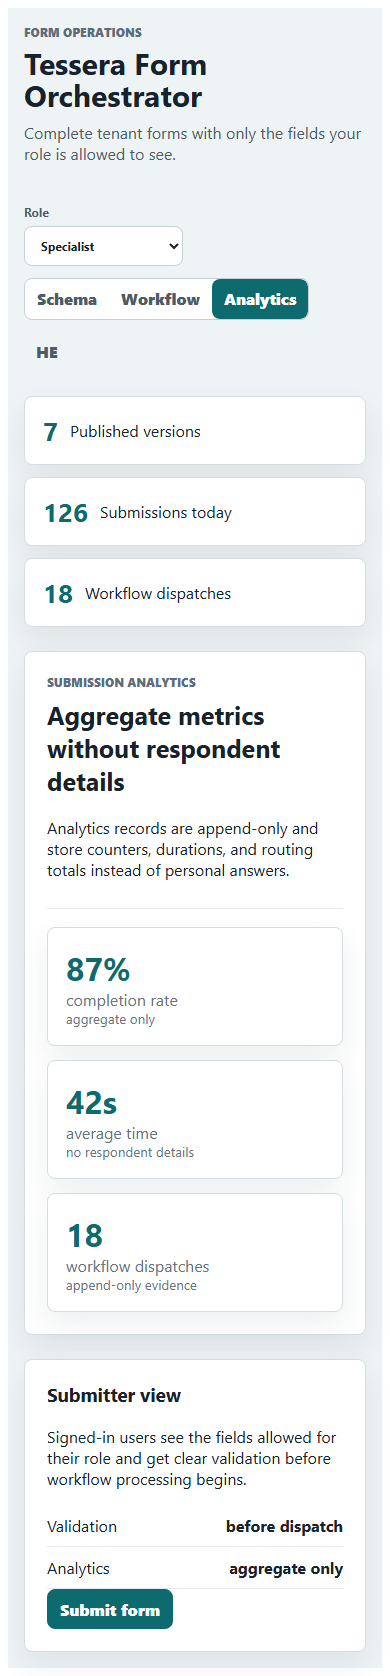 FORM OPERATIONS
Tessera Form
Orchestrator
Complete tenant forms with only the fields your
role is allowed to see.
Role
Specialist
Schema Workflow Analytics
HE
7 Published versions
126 Submissions today
18 Workflow dispatches
SUBMISSION ANALYTICS
Aggregate metrics
without respondent
details
Analytics records are append-only and
store counters, durations, and routing
totals instead of personal answers.
87%
completion rate
aggregate only
42s
average time
no respondent details
18
workflow dispatches
append-only evidence
Submitter view
Signed-in users see the fields allowed for
their role and get clear validation before
workflow processing begins.
Validation before dispatch
Analytics aggregate only
Submit form